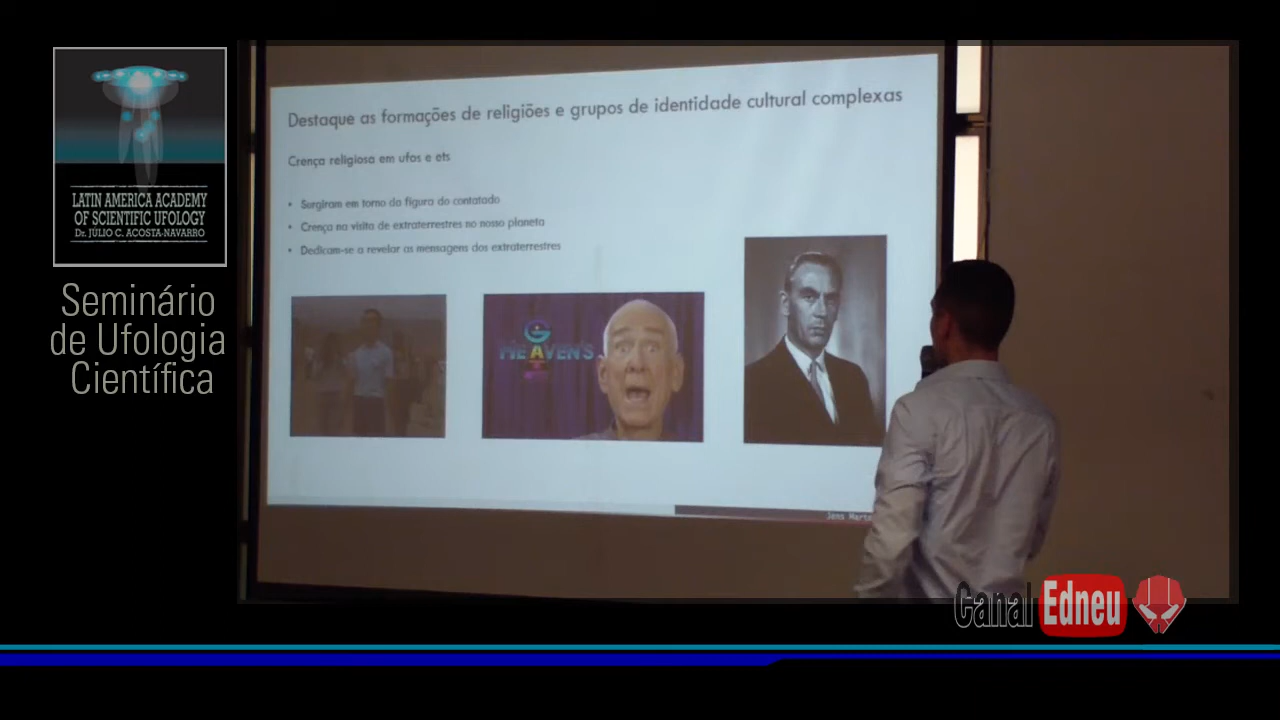 LATIN AMERICA ACADEMY
OF SCIENTIFIC UFOLOGY
Dr. JÚLIO C. ACOSTA-NAVARRO
Seminário
de Ufologia
Científica
Destaque as formações de religiões e grupos de identidade cultural complexas
Crença religiosa em ufos e ets
• Surgiram em torno da figura do contatado
• Crença na visita de extraterrestres no nosso planeta
• Dedicam-se a revelar as mensagens dos extraterrestres
HEAVEN'S
Canal Edneu